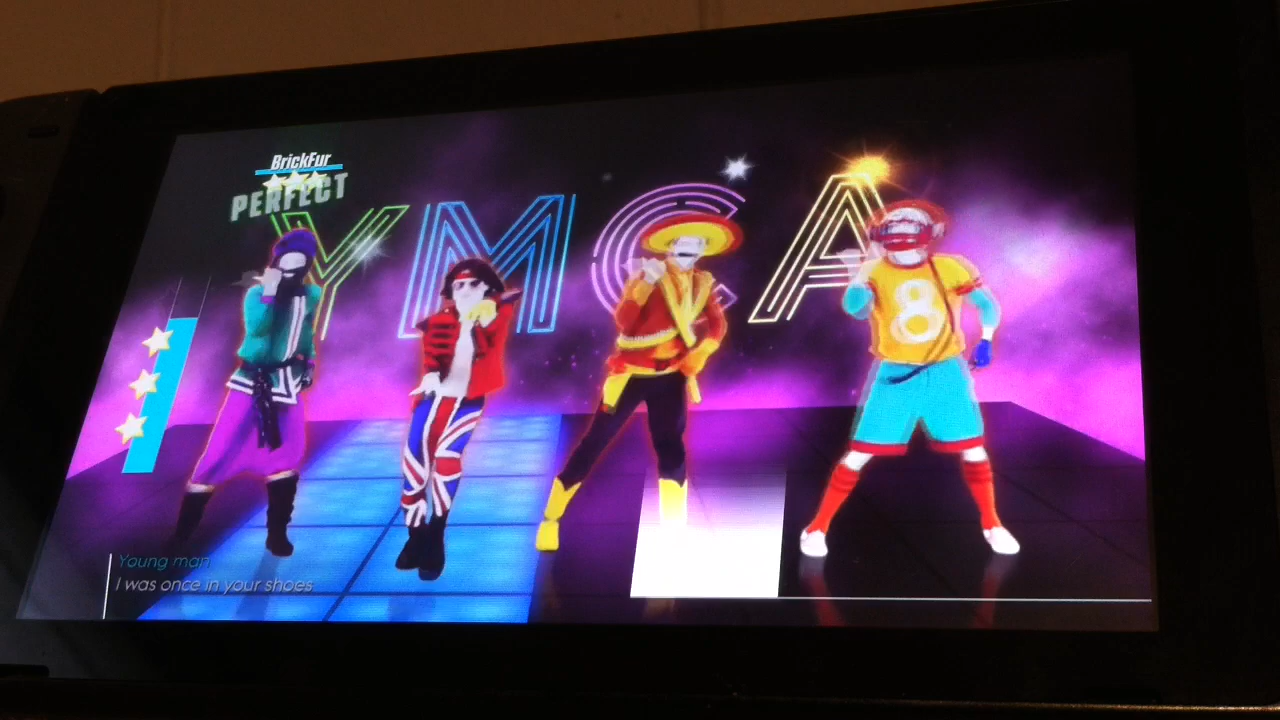 BrickFur
PERFECT
YMCA
8
Young man
I was once in your shoes